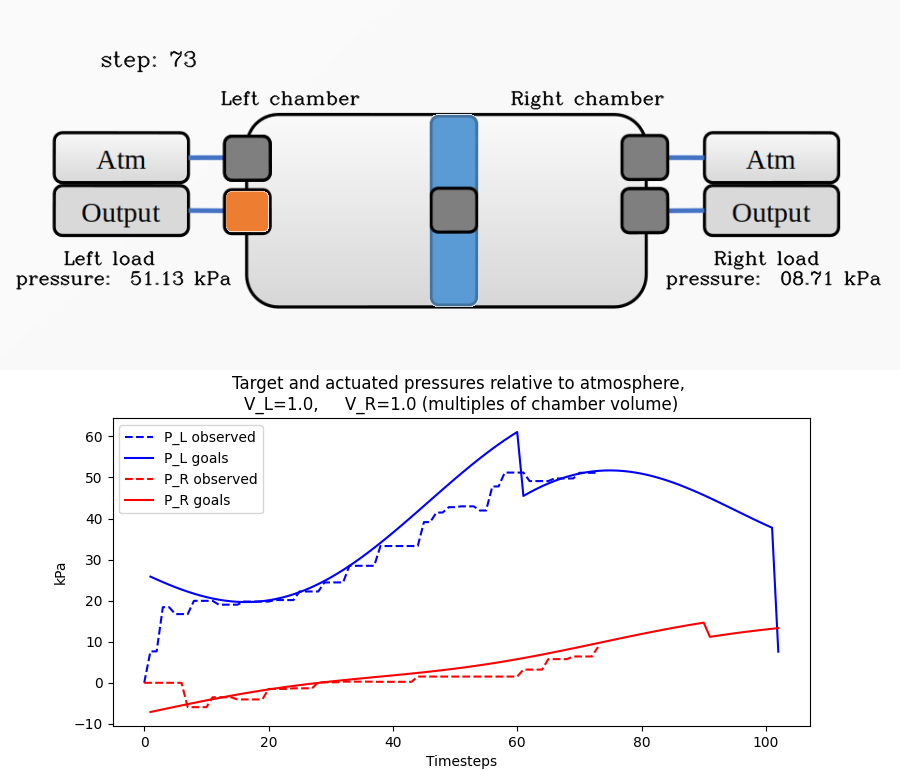 step: 73
Left chamber
Right chamber
Atm
Atm
Output
Output
Left load
pressure: 51.13 kPa
Right load
pressure: 08.71 kPa
Target and actuated pressures relative to atmosphere,
V_L=1.0, V_R=1.0 (multiples of chamber volume)
P_L observed
P_L goals
P_R observed
P_R goals
kPa
60
50
40
30
20
10
0
−10
0 20 40 60 80 100
Timesteps